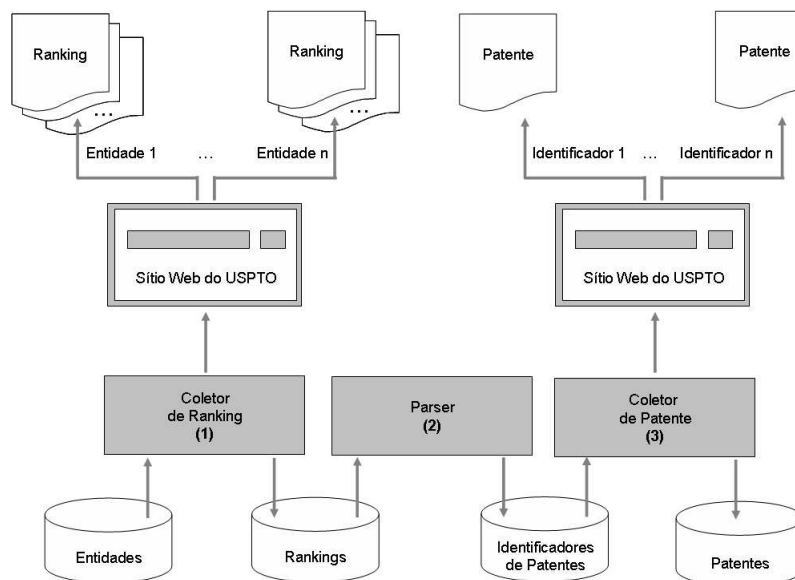 Ranking
Ranking
Patente
Patente
...
...
Entidade 1
...
Entidade n
Identificador 1
...
Identificador n
Sítio Web do USPTO
Sítio Web do USPTO
Coletor
de Ranking
(1)
Parser
(2)
Coletor
de Patente
(3)
Entidades
Rankings
Identificadores
de Patentes
Patentes